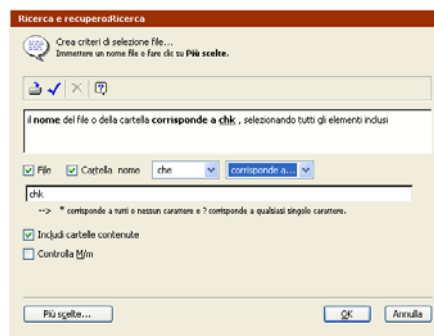 Ricerca e recupero:Ricerca
Crea criteri di selezione file...
Immettere un nome file o fare clic su Più scelte.
il nome del file o della cartella corrisponde a chk , selezionando tutti gli elementi inclusi
File Cartella nome che corrisponde a...
chk
--> * corrisponde a tutti o nessun carattere e ? corrisponde a qualsiasi singolo carattere.
Includi cartelle contenute
Controlla M/m
Più scelte... OK Annulla